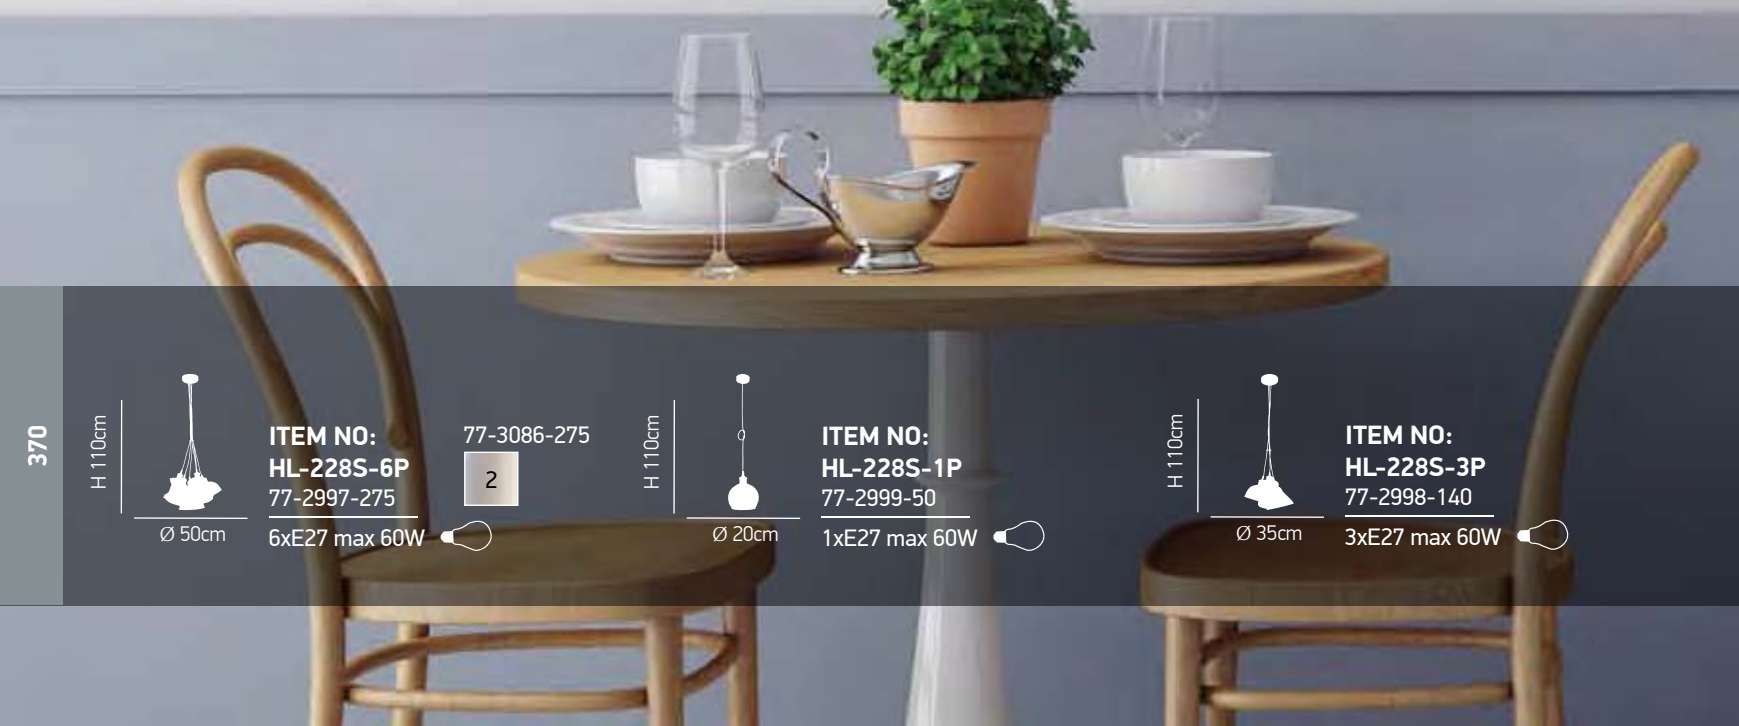 370
H 110cm
Ø 50cm
ITEM NO:
HL-228S-6P
77-2997-275
6xE27 max 60W
77-3086-275
2
H 110cm
Ø 20cm
ITEM NO:
HL-228S-1P
77-2999-50
1xE27 max 60W
H 110cm
Ø 35cm
ITEM NO:
HL-228S-3P
77-2998-140
3xE27 max 60W